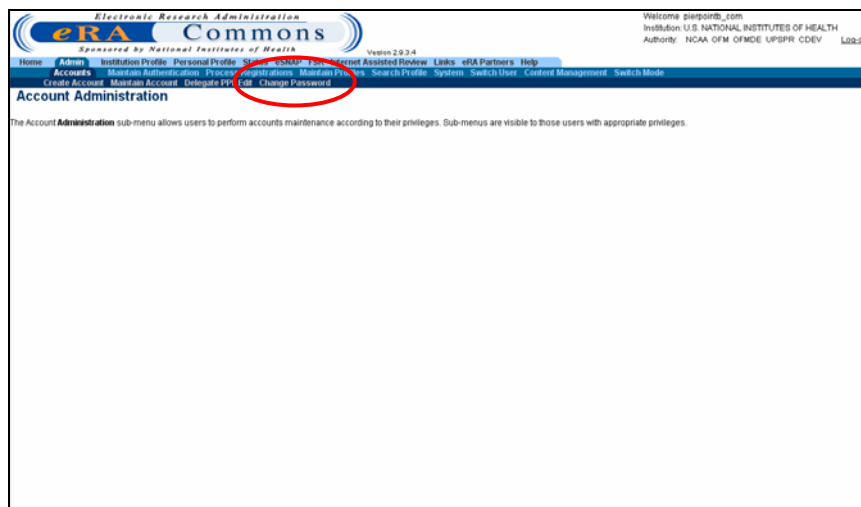 Electronic Research Administration
eRA Commons
Sponsored by National Institutes of Health
Version 2.9.3.4
Welcome pierpointb_com
Institution: U.S. NATIONAL INSTITUTES OF HEALTH
Authority: NCAA OFM OFMDE UPSPR CDEV
Home Admin Institution Profile Personal Profile Status eSNAP FSR Internet Assisted Review Links eRA Partners Help
Accounts Maintain Authentication Process Registrations Maintain Profiles Search Profile System Switch User Content Management Switch Mode
Create Account Maintain Account Delegate PPF Edit Change Password
Account Administration
The Account Administration sub-menu allows users to perform accounts maintenance according to their privileges. Sub-menus are visible to those users with appropriate privileges.